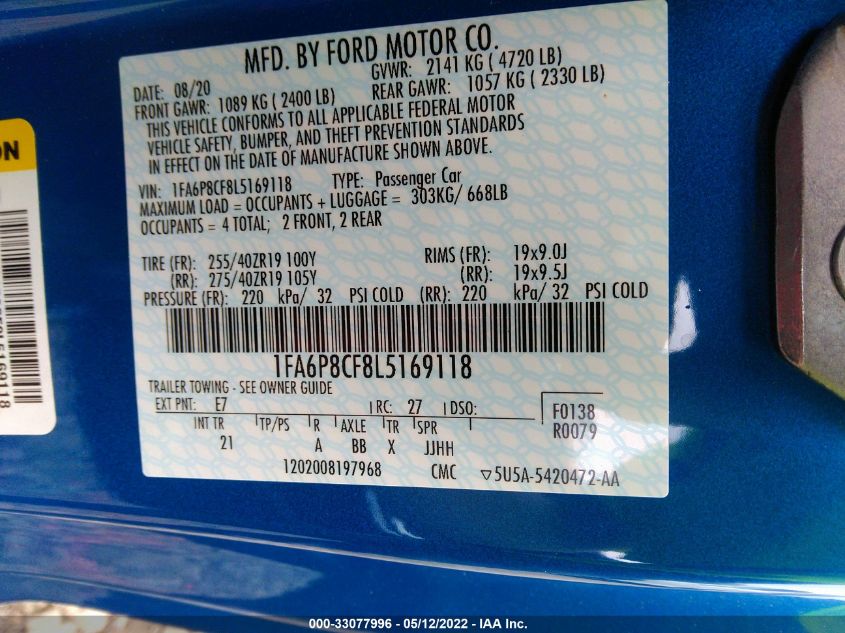 MFD. BY FORD MOTOR CO.
DATE: 08/20 GVWR: 2141 KG ( 4720 LB)
FRONT GAWR: 1089 KG ( 2400 LB) REAR GAWR: 1057 KG ( 2330 LB)
THIS VEHICLE CONFORMS TO ALL APPLICABLE FEDERAL MOTOR
VEHICLE SAFETY, BUMPER, AND THEFT PREVENTION STANDARDS
IN EFFECT ON THE DATE OF MANUFACTURE SHOWN ABOVE.
VIN: 1FA6P8CF8L5169118 TYPE: Passenger Car
MAXIMUM LOAD = OCCUPANTS + LUGGAGE = 303KG/ 668LB
OCCUPANTS = 4 TOTAL; 2 FRONT, 2 REAR
TIRE (FR): 255/40ZR19 100Y RIMS (FR): 19x9.0J
(RR): 275/40ZR19 105Y (RR): 19x9.5J
PRESSURE (FR): 220 kPa/ 32 PSI COLD (RR): 220 kPa/ 32 PSI COLD
1FA6P8CF8L5169118
TRAILER TOWING - SEE OWNER GUIDE
EXT PNT: E7 RC: 27 DSO: F0138
INT TR TP/PS R AXLE TR SPR R0079
21 A BB X JJHH
1202008197968 CMC ▽5U5A-5420472-AA
ON
5169118
000-33077996 - 05/12/2022 - IAA Inc.